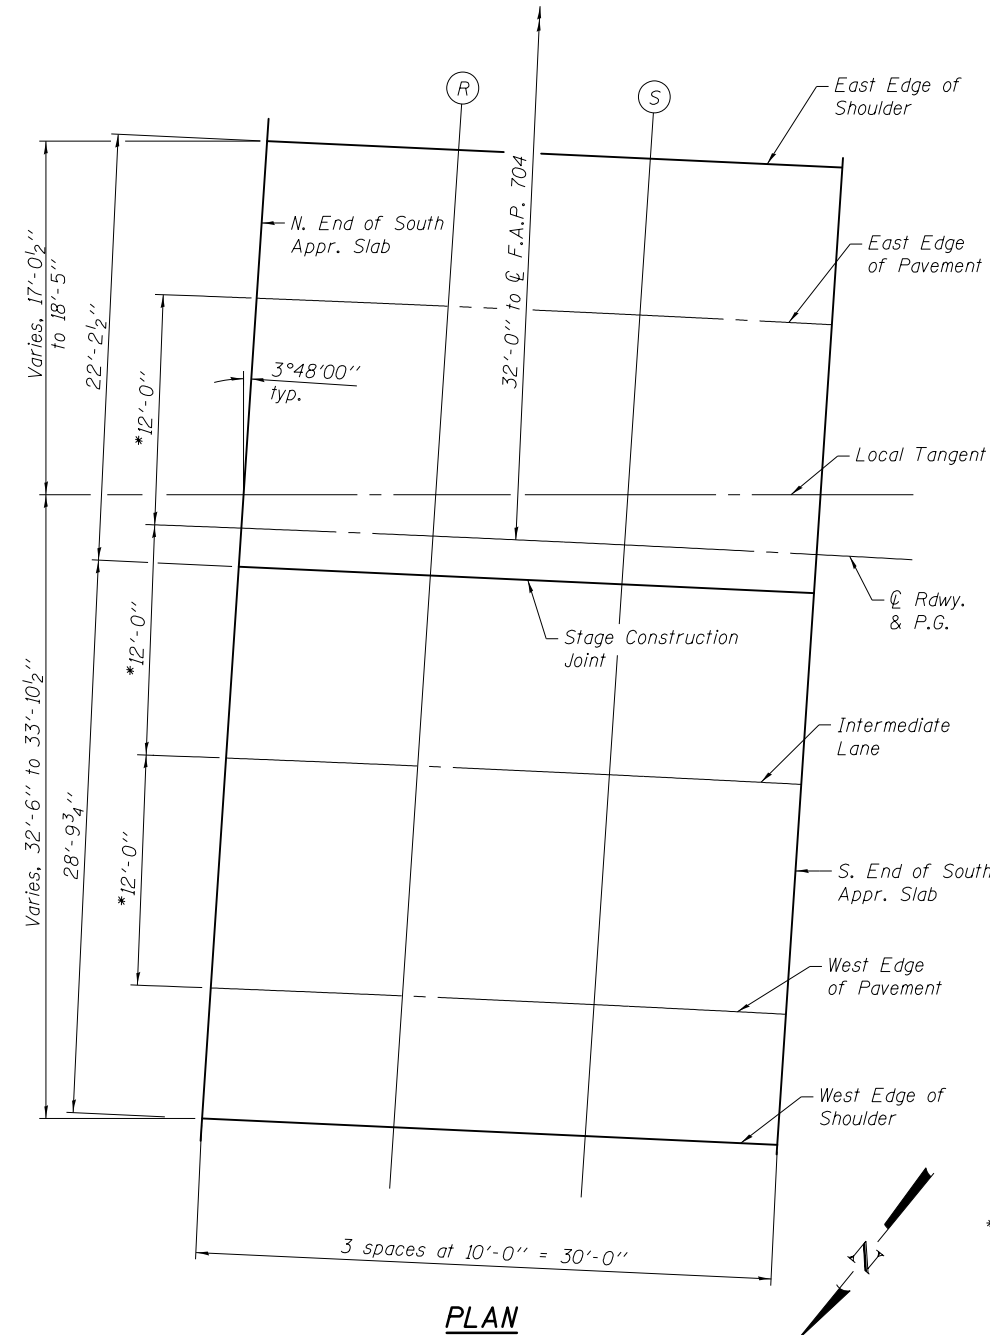 R
S
East Edge of
Shoulder
N. End of South
Appr. Slab
East Edge
of Pavement
Varies, 17'-0½"
to 18'-5"
22'-2½"
32'-0" to ℄ F.A.P. 704
*12'-0"
3°48'00"
typ.
Local Tangent
℄ Rdwy.
& P.G.
*12'-0"
Stage Construction
Joint
Varies, 32'-6" to 33'-10½"
28'-9¾"
Intermediate
Lane
*12'-0"
S. End of South
Appr. Slab
West Edge
of Pavement
West Edge of
Shoulder
3 spaces at 10'-0" = 30'-0"
N
*
PLAN